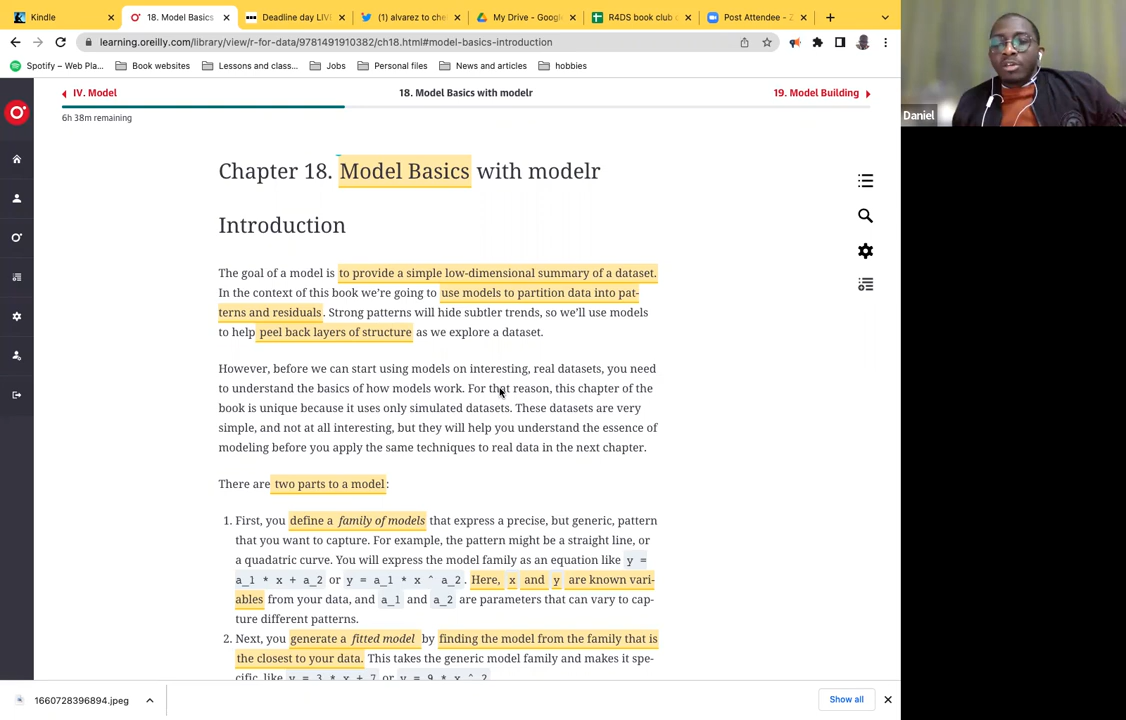 Kindle
18. Model Basics
Deadline day LIV
alvarez to che
My Drive - Google
R4DS book club
Post Attendee - Z
learning.oreilly.com/library/view/r-for-data/9781491910382/ch18.html#model-basics-introduction
Spotify – Web Pla...
Book websites
Lessons and class...
Jobs
Personal files
News and articles
hobbies
IV. Model
18. Model Basics with modelr
19. Model Building
6h 38m remaining
Daniel
Chapter 18. Model Basics with modelr
Introduction
The goal of a model is to provide a simple low-dimensional summary of a dataset.
In the context of this book we’re going to use models to partition data into pat-
terns and residuals. Strong patterns will hide subtler trends, so we’ll use models
to help peel back layers of structure as we explore a dataset.
However, before we can start using models on interesting, real datasets, you need
to understand the basics of how models work. For that reason, this chapter of the
book is unique because it uses only simulated datasets. These datasets are very
simple, and not at all interesting, but they will help you understand the essence of
modeling before you apply the same techniques to real data in the next chapter.
There are two parts to a model:
1. First, you define a family of models that express a precise, but generic, pattern
that you want to capture. For example, the pattern might be a straight line, or
a quadratic curve. You will express the model family as an equation like y =
a_1 * x + a_2 or y = a_1 * x ^ a_2. Here, x and y are known vari-
ables from your data, and a_1 and a_2 are parameters that can vary to cap-
ture different patterns.
2. Next, you generate a fitted model by finding the model from the family that is
the closest to your data. This takes the generic model family and makes it spe-
cific, like y = 3 * x + 7 or y = 9 * x ^ 2.
1660728396894.jpeg
Show all